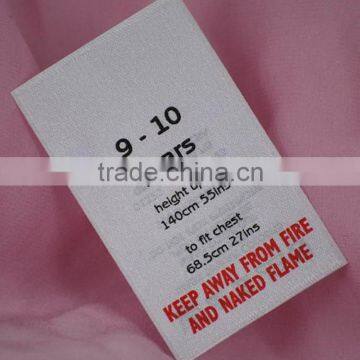 9 - 10
trade.china.cn
height up
140cm 55ins
to fit chest
68.5cm 27ins
KEEP AWAY FROM FIRE
AND NAKED FLAME